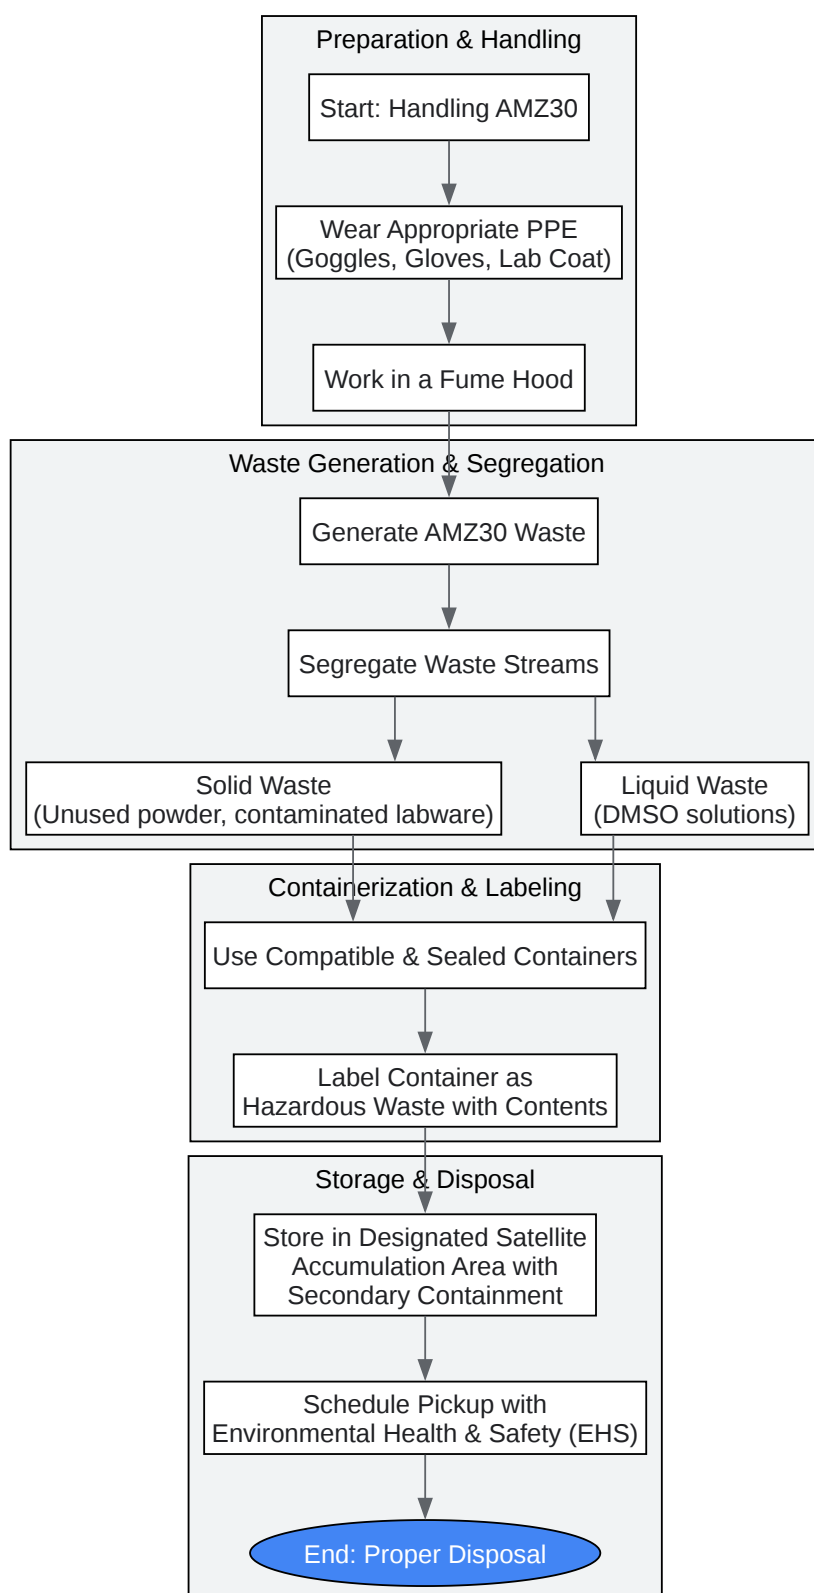 Preparation & Handling
Start: Handling AMZ30
Wear Appropriate PPE
(Goggles, Gloves, Lab Coat)
Work in a Fume Hood
Waste Generation & Segregation
Generate AMZ30 Waste
Segregate Waste Streams
Solid Waste
(Unused powder, contaminated labware)
Liquid Waste
(DMSO solutions)
Containerization & Labeling
Use Compatible & Sealed Containers
Label Container as
Hazardous Waste with Contents
Storage & Disposal
Store in Designated Satellite
Accumulation Area with
Secondary Containment
Schedule Pickup with
Environmental Health & Safety (EHS)
End: Proper Disposal